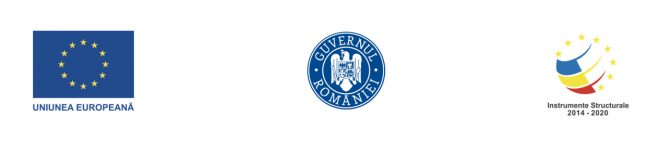 UNIUNEA EUROPEANĂ
GUVERNUL
ROMÂNIEI
Instrumente Structurale
2014 - 2020